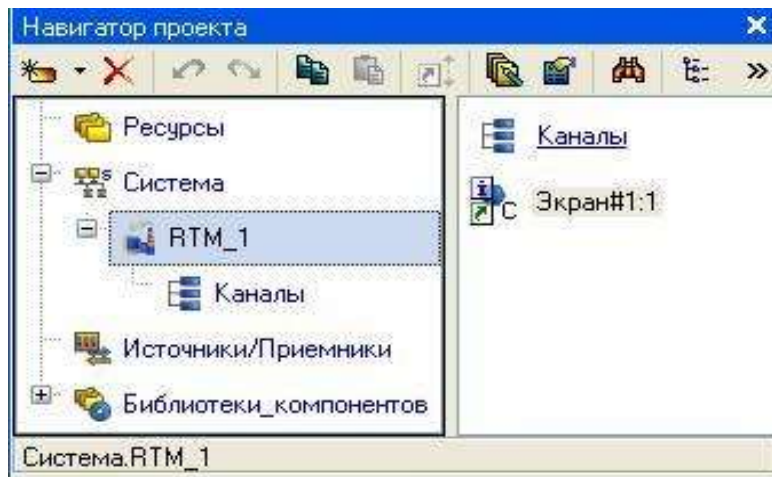 Навигатор проекта
Ресурсы
Система
RTM_1
Каналы
Источники/Приемники
Библиотеки_компонентов
Каналы
Экран#1:1
Система.RTM_1